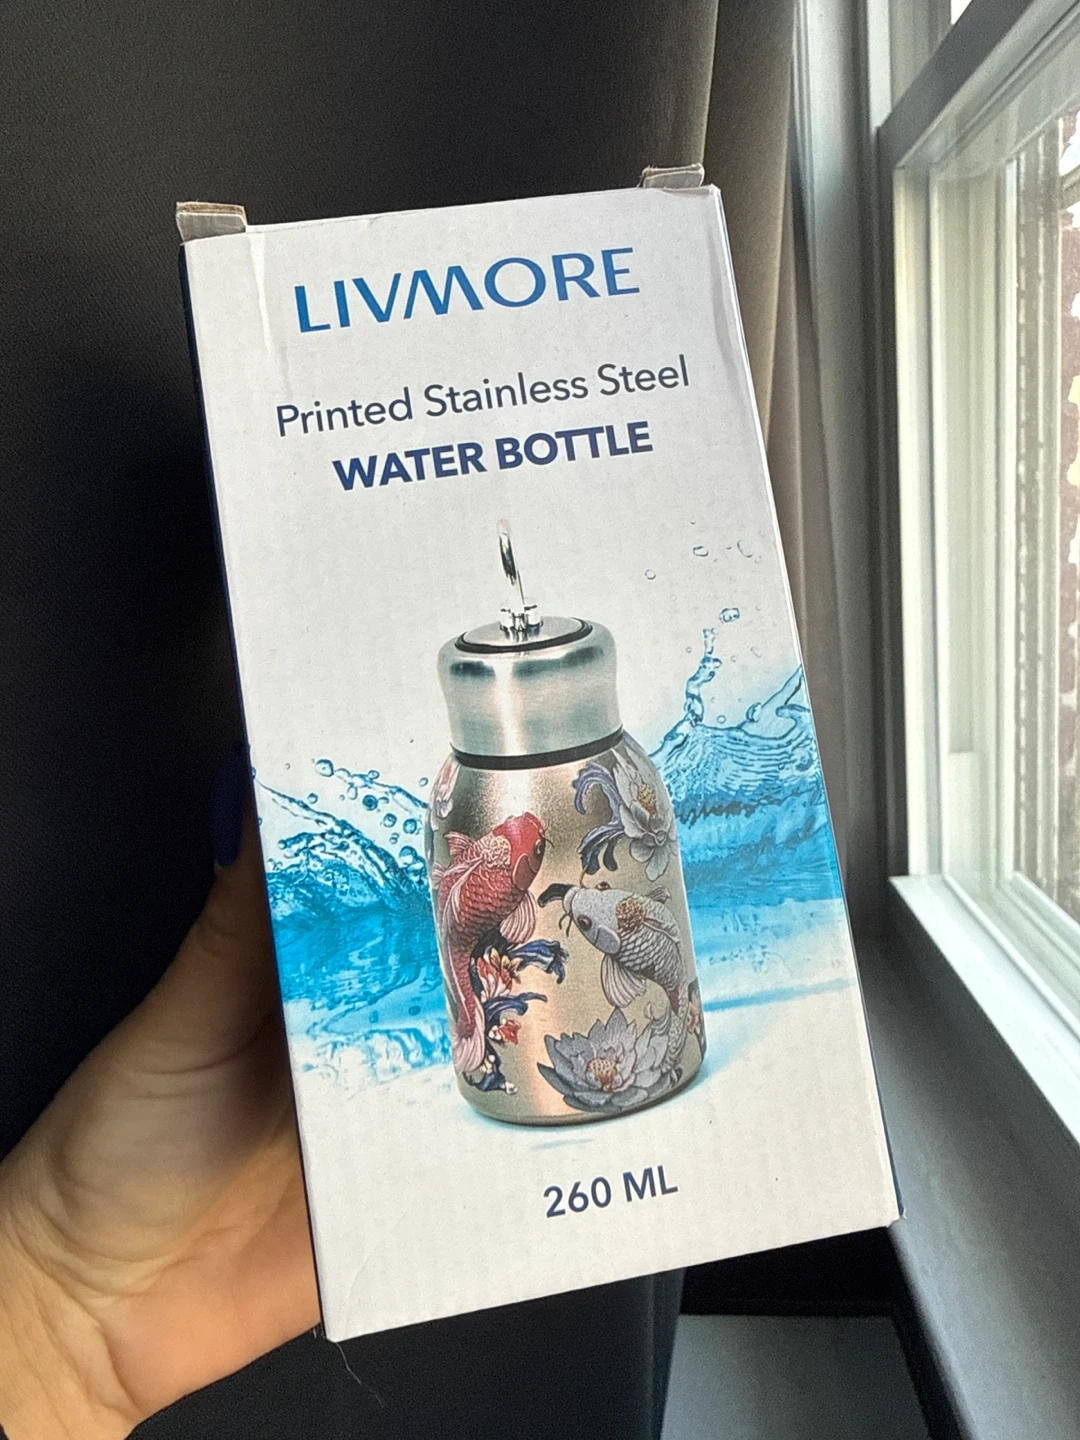 LIVMORE
Printed Stainless Steel
WATER BOTTLE
260 ML